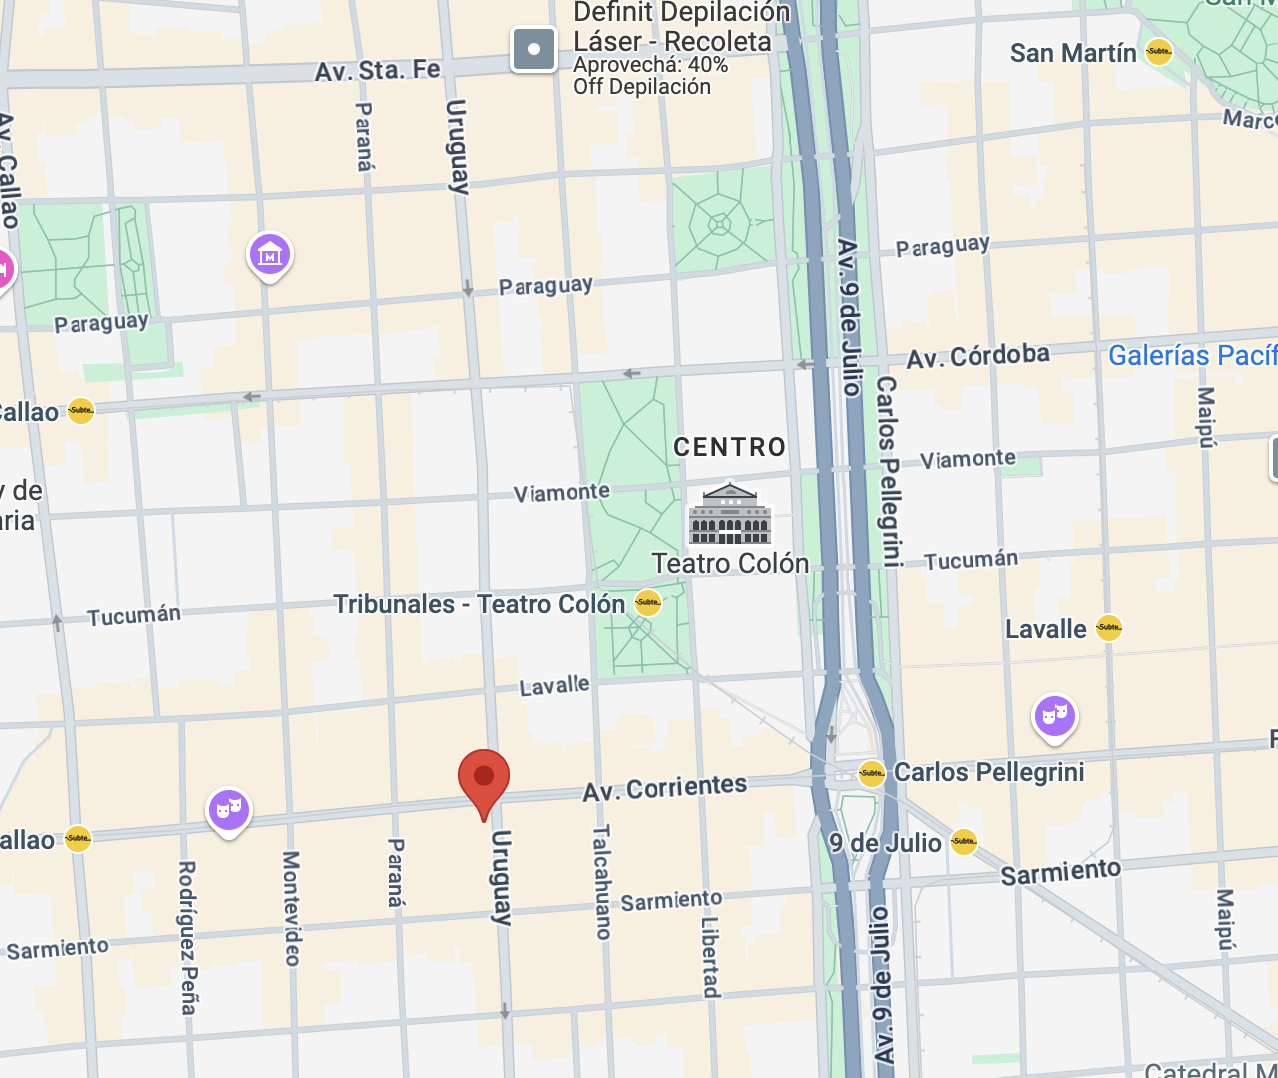 Definit Depilación
Láser - Recoleta
Aprovechá: 40%
Off Depilación
San M
San Martín
Subte...
Av. Sta. Fe
Av. Callao
Paraná
Uruguay
Marce
M
Paraguay
Paraguay
Paraguay
Av. 9 de Julio
Av. Córdoba
Galerías Pacíf
Callao
Subte...
Carlos Pellegrini
Maipú
CENTRO
Viamonte
Viamonte
y de
aria
Teatro Colón
Tucumán
Tucumán
Tribunales - Teatro Colón
Subte...
Lavalle
Subte...
Lavalle
Av. Corrientes
Carlos Pellegrini
Subte...
allao
Subte...
9 de Julio
Subte...
Uruguay
Talcahuano
Paraná
Montevideo
Rodríguez Peña
Sarmiento
Sarmiento
Sarmiento
Libertad
Maipú
Av. 9 de Julio
Catedral M